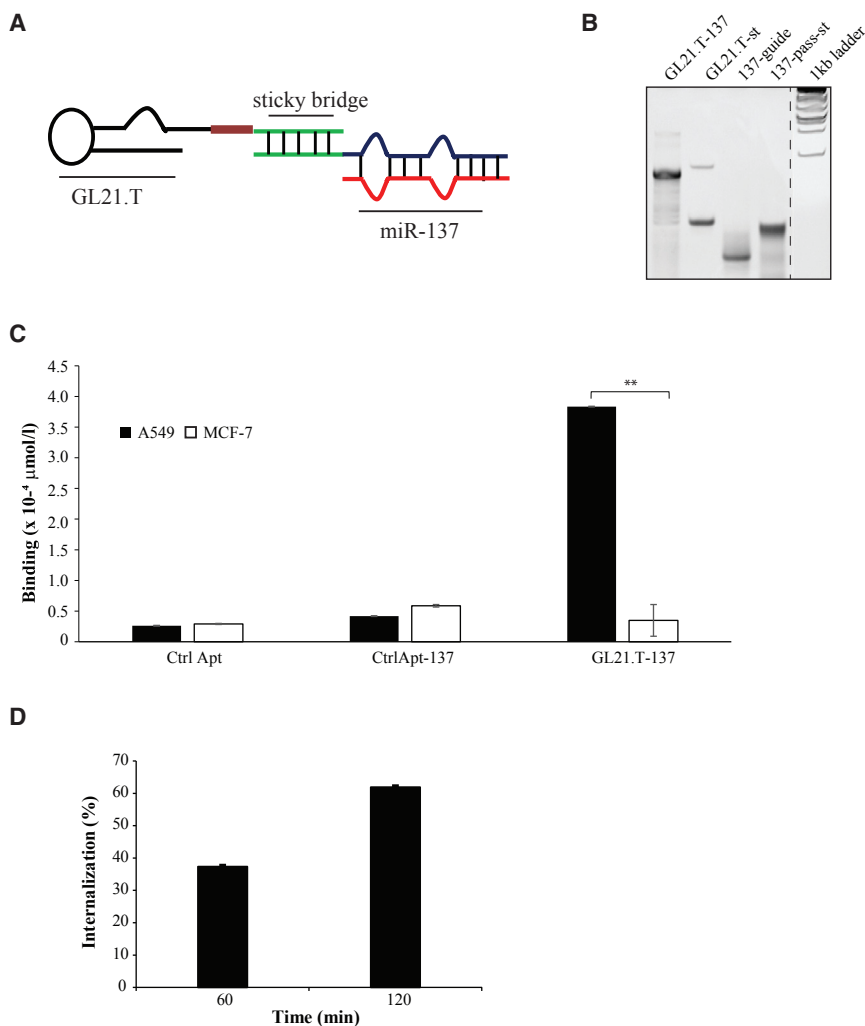 A
sticky bridge
GL21.T
miR-137
B
GL21.T-137
GL21.T-st
137-guide
137-pass-st
1kb ladder
C
4.5
4.0
3.5
3.0
2.5
2.0
1.5
1.0
0.5
0
Binding (x 10-⁴ µmol/l)
A549 MCF-7
**
Ctrl Apt
CtrlApt-137
GL21.T-137
D
70
60
50
40
30
20
10
0
Internalization (%)
60
120
Time (min)